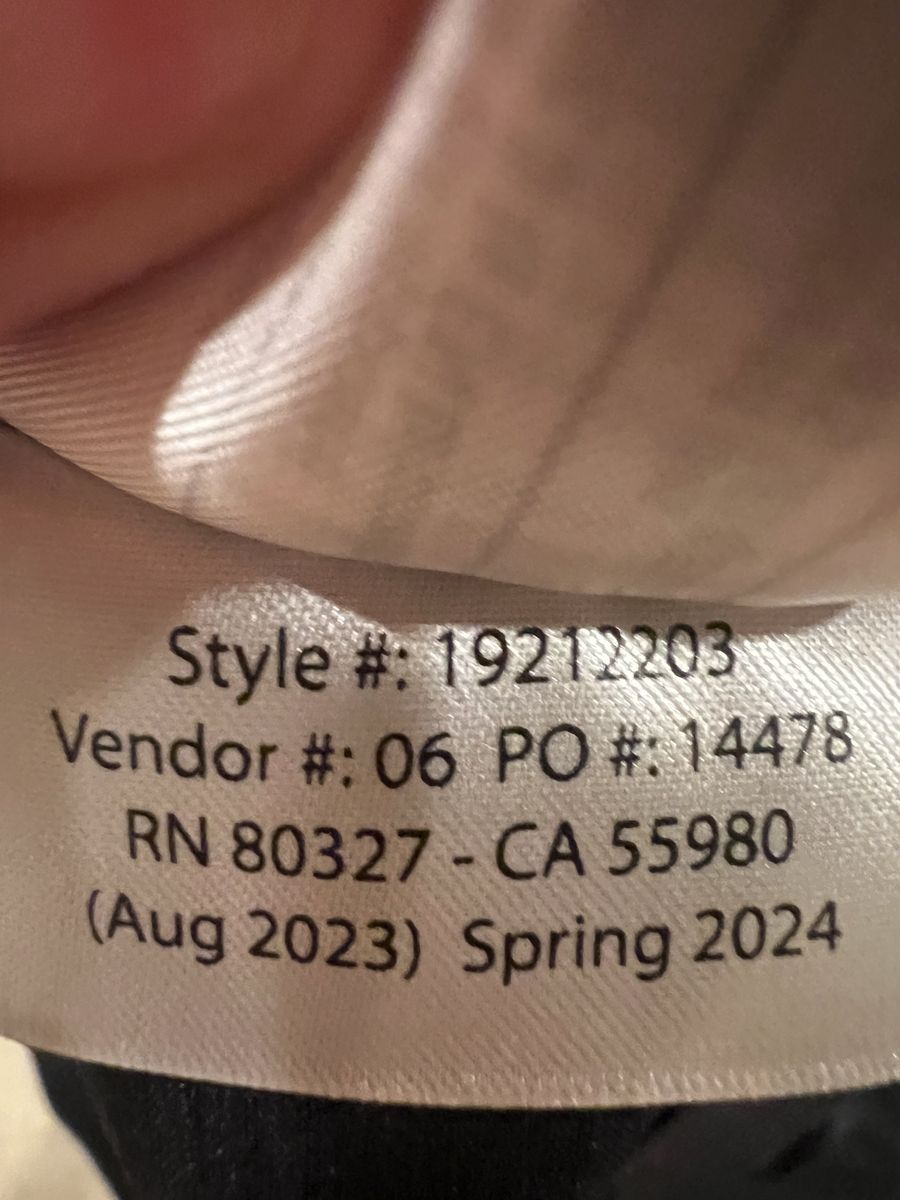 Style #: 19212203
Vendor #: 06 PO #: 14478
RN 80327 - CA 55980
(Aug 2023) Spring 2024